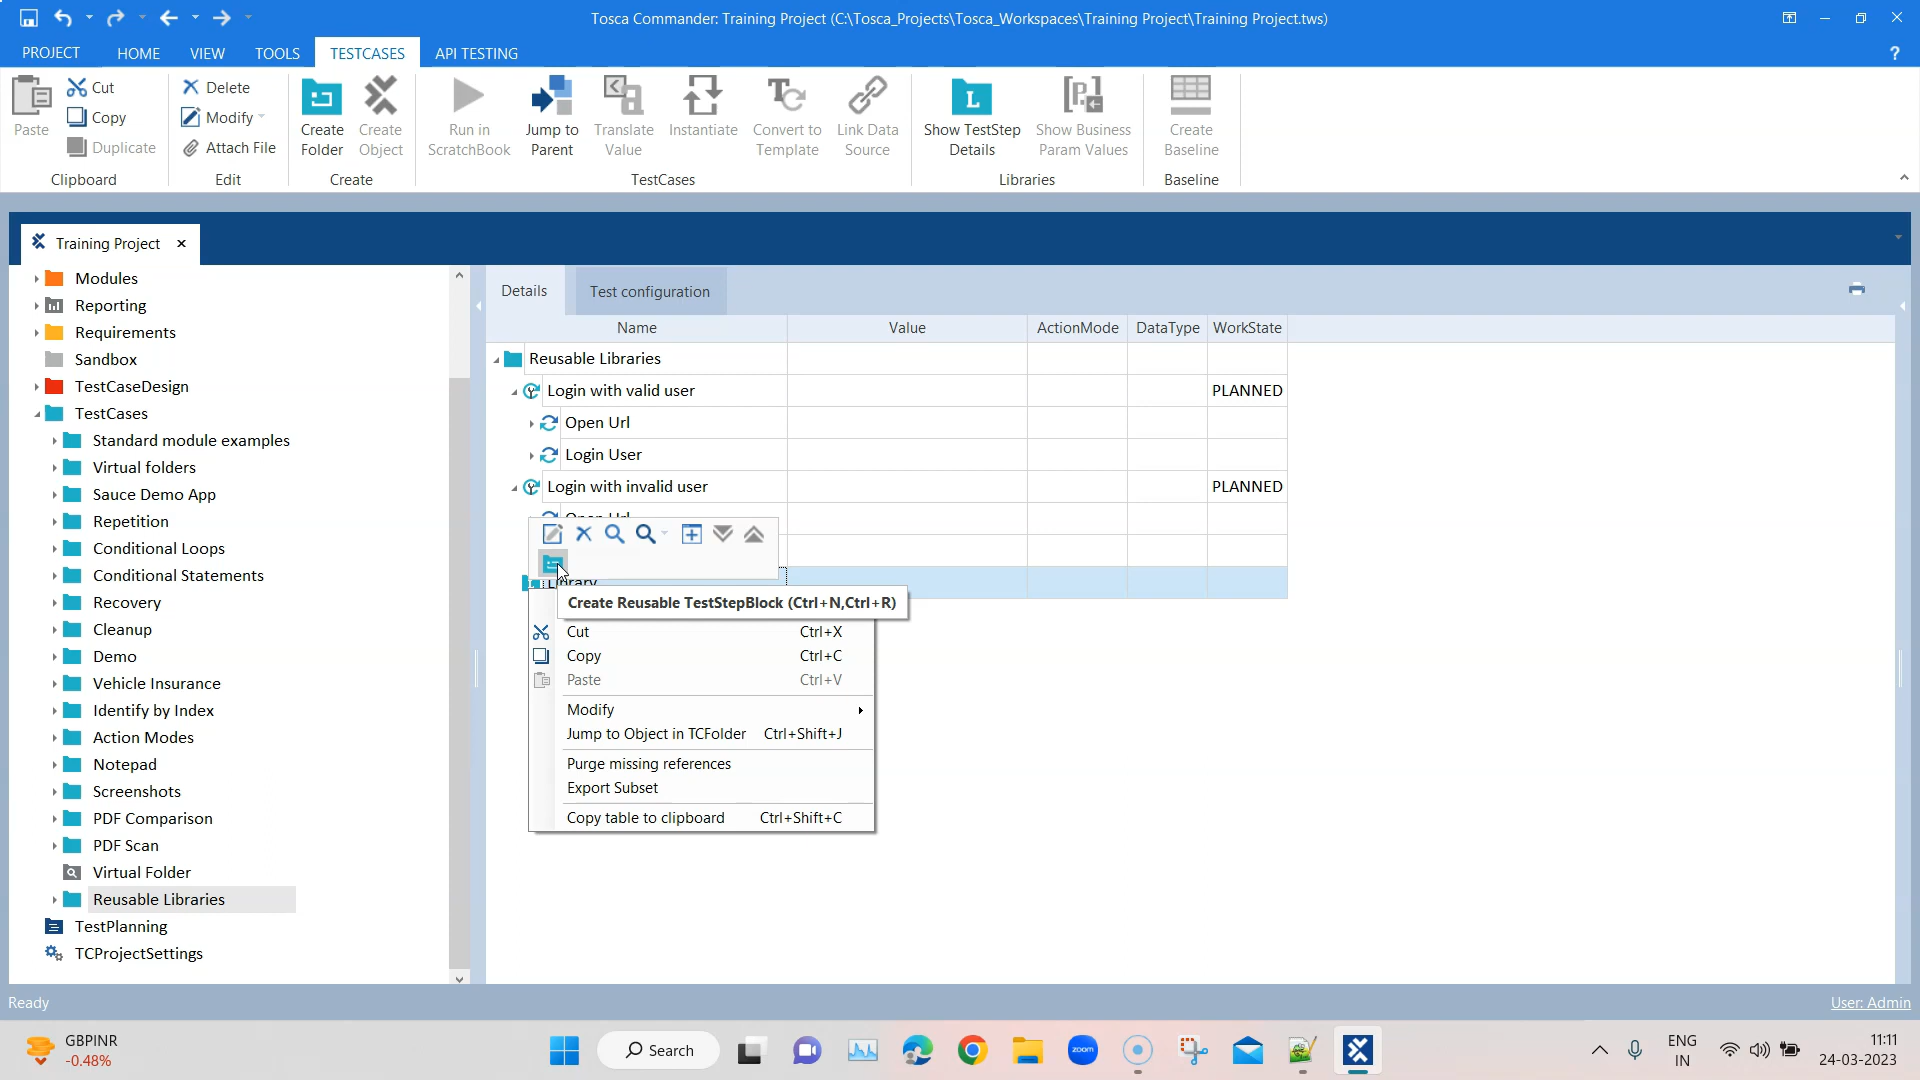 Tosca Commander: Training Project (C:\Tosca_Projects\Tosca_Workspaces\Training Project\Training Project.tws)
PROJECT HOME VIEW TOOLS TESTCASES API TESTING
Paste
Cut
Copy
Duplicate
Clipboard
Delete
Modify
Attach File
Edit
Create Folder
Create Object
Create
Run in ScratchBook
Jump to Parent
Translate Value
Instantiate
Convert to Template
Link Data Source
TestCases
Show TestStep Details
Show Business Param Values
Libraries
Create Baseline
Baseline
Training Project
Modules
Reporting
Requirements
Sandbox
TestCaseDesign
TestCases
Standard module examples
Virtual folders
Sauce Demo App
Repetition
Conditional Loops
Conditional Statements
Recovery
Cleanup
Demo
Vehicle Insurance
Identify by Index
Action Modes
Notepad
Screenshots
PDF Comparison
PDF Scan
Virtual Folder
Reusable Libraries
TestPlanning
TCProjectSettings
Details Test configuration
Name Value ActionMode DataType WorkState
Reusable Libraries
Login with valid user PLANNED
Open Url
Login User
Login with invalid user PLANNED
Open Url
Library
Create Reusable TestStepBlock (Ctrl+N,Ctrl+R)
Cut Ctrl+X
Copy Ctrl+C
Paste Ctrl+V
Modify
Jump to Object in TCFolder Ctrl+Shift+J
Purge missing references
Export Subset
Copy table to clipboard Ctrl+Shift+C
Ready User: Admin
GBPINR
-0.48%
Search
zoom
ENG
IN
11:11
24-03-2023